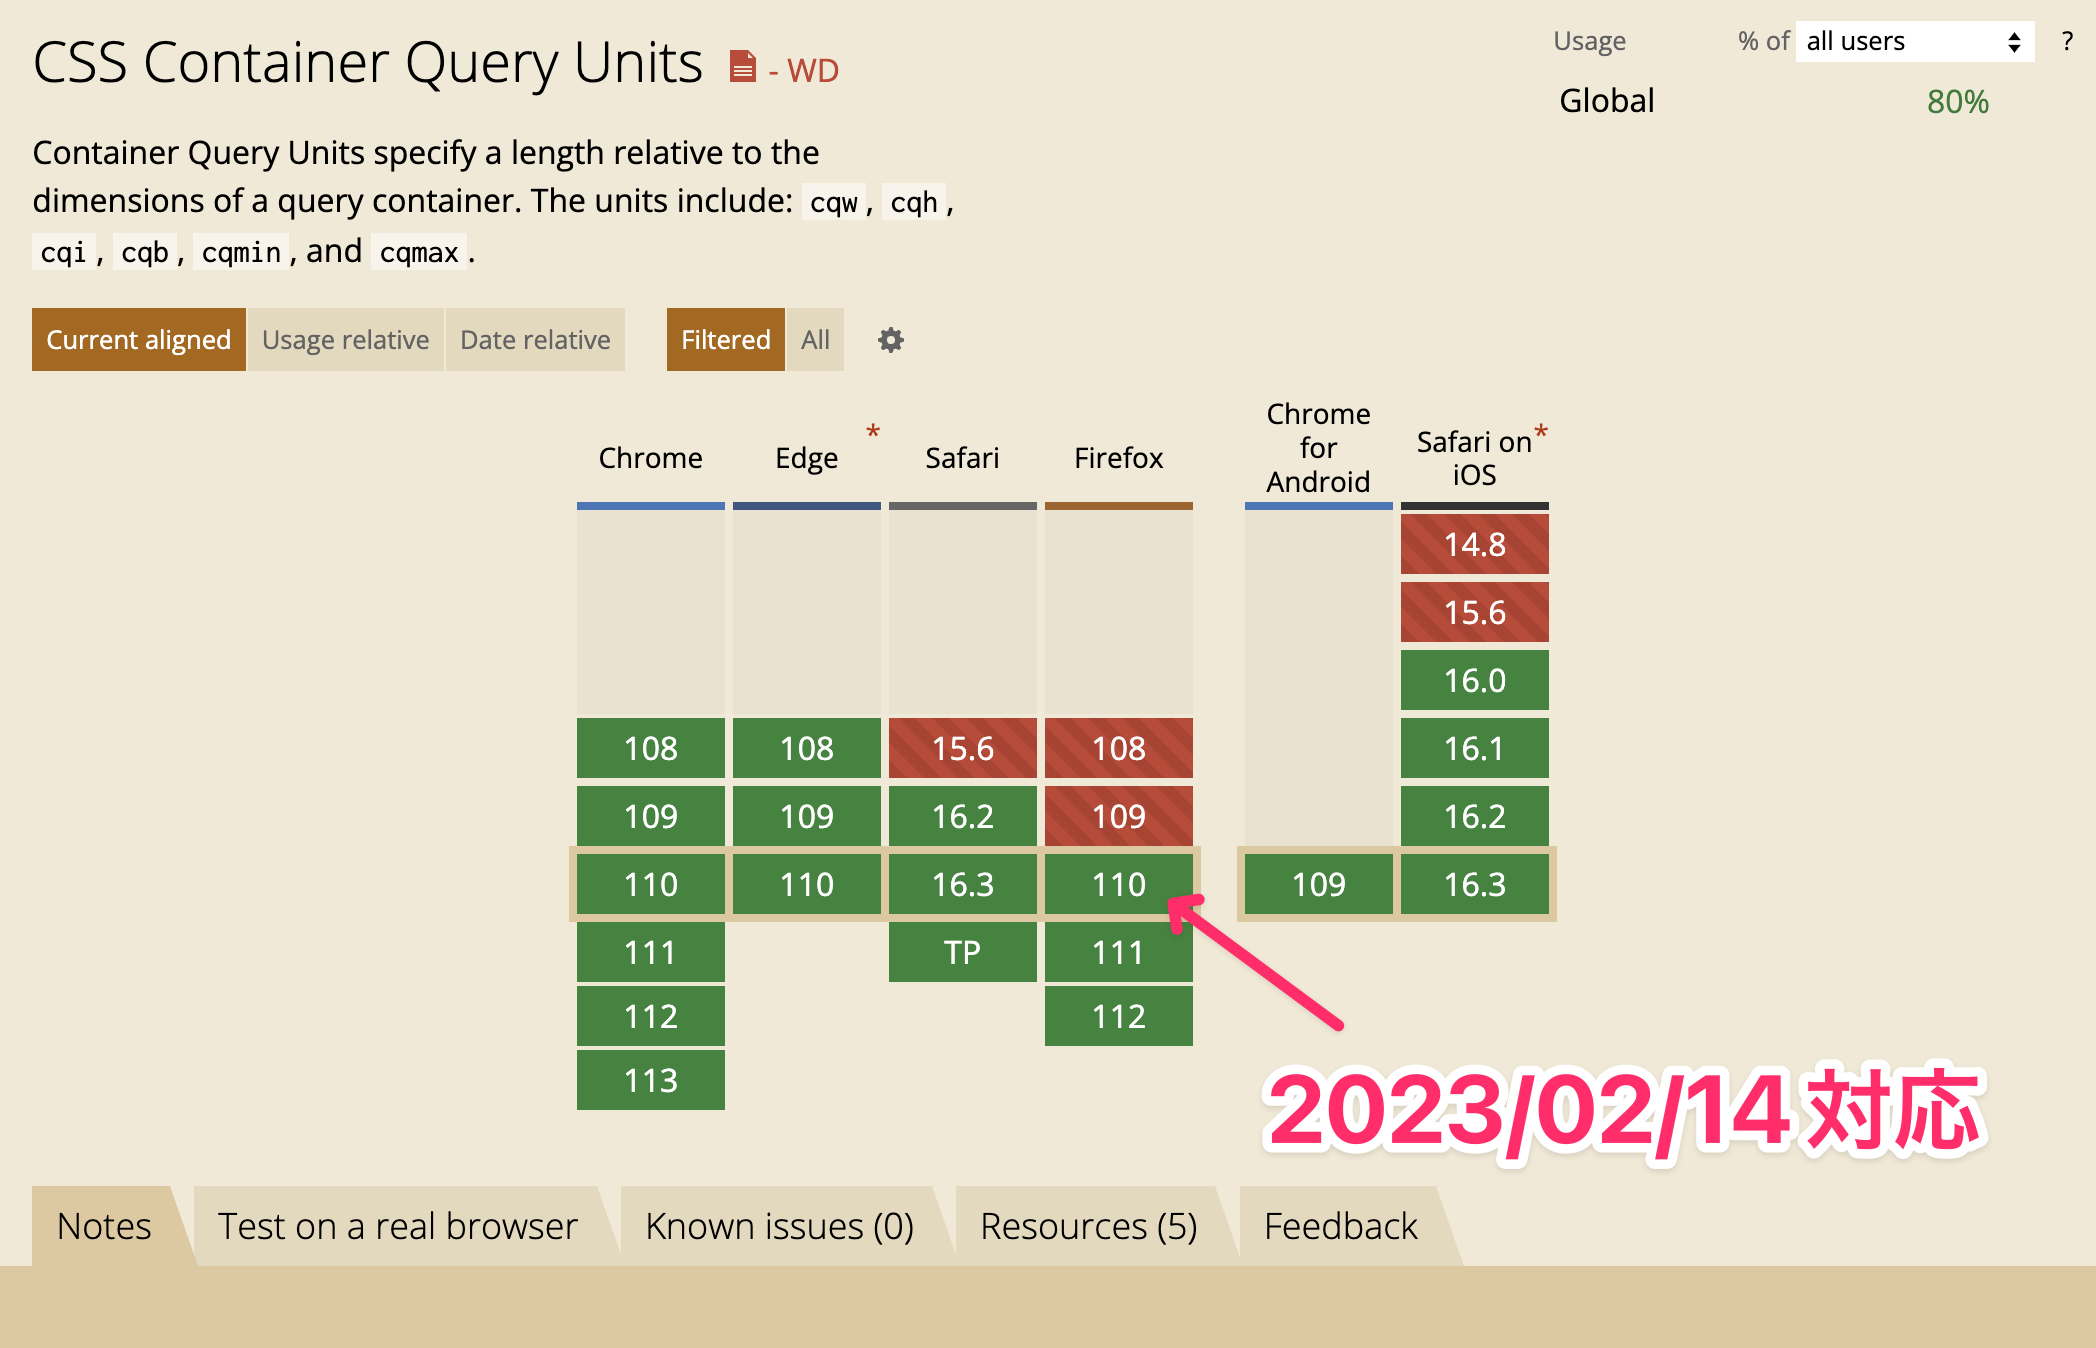 CSS Container Query Units - WD
Usage % of all users ?
Global 80%
Container Query Units specify a length relative to the
dimensions of a query container. The units include: cqw, cqh,
cqi, cqb, cqmin, and cqmax.
Current aligned Usage relative Date relative Filtered All
Chrome
Edge *
Safari
Firefox
Chrome
for
Android
Safari on *
iOS
14.8
15.6
16.0
108 108 15.6 108 16.1
109 109 16.2 109 16.2
110 110 16.3 110 109 16.3
111 TP 111
112 112
113
2023/02/14対応
Notes Test on a real browser Known issues (0) Resources (5) Feedback